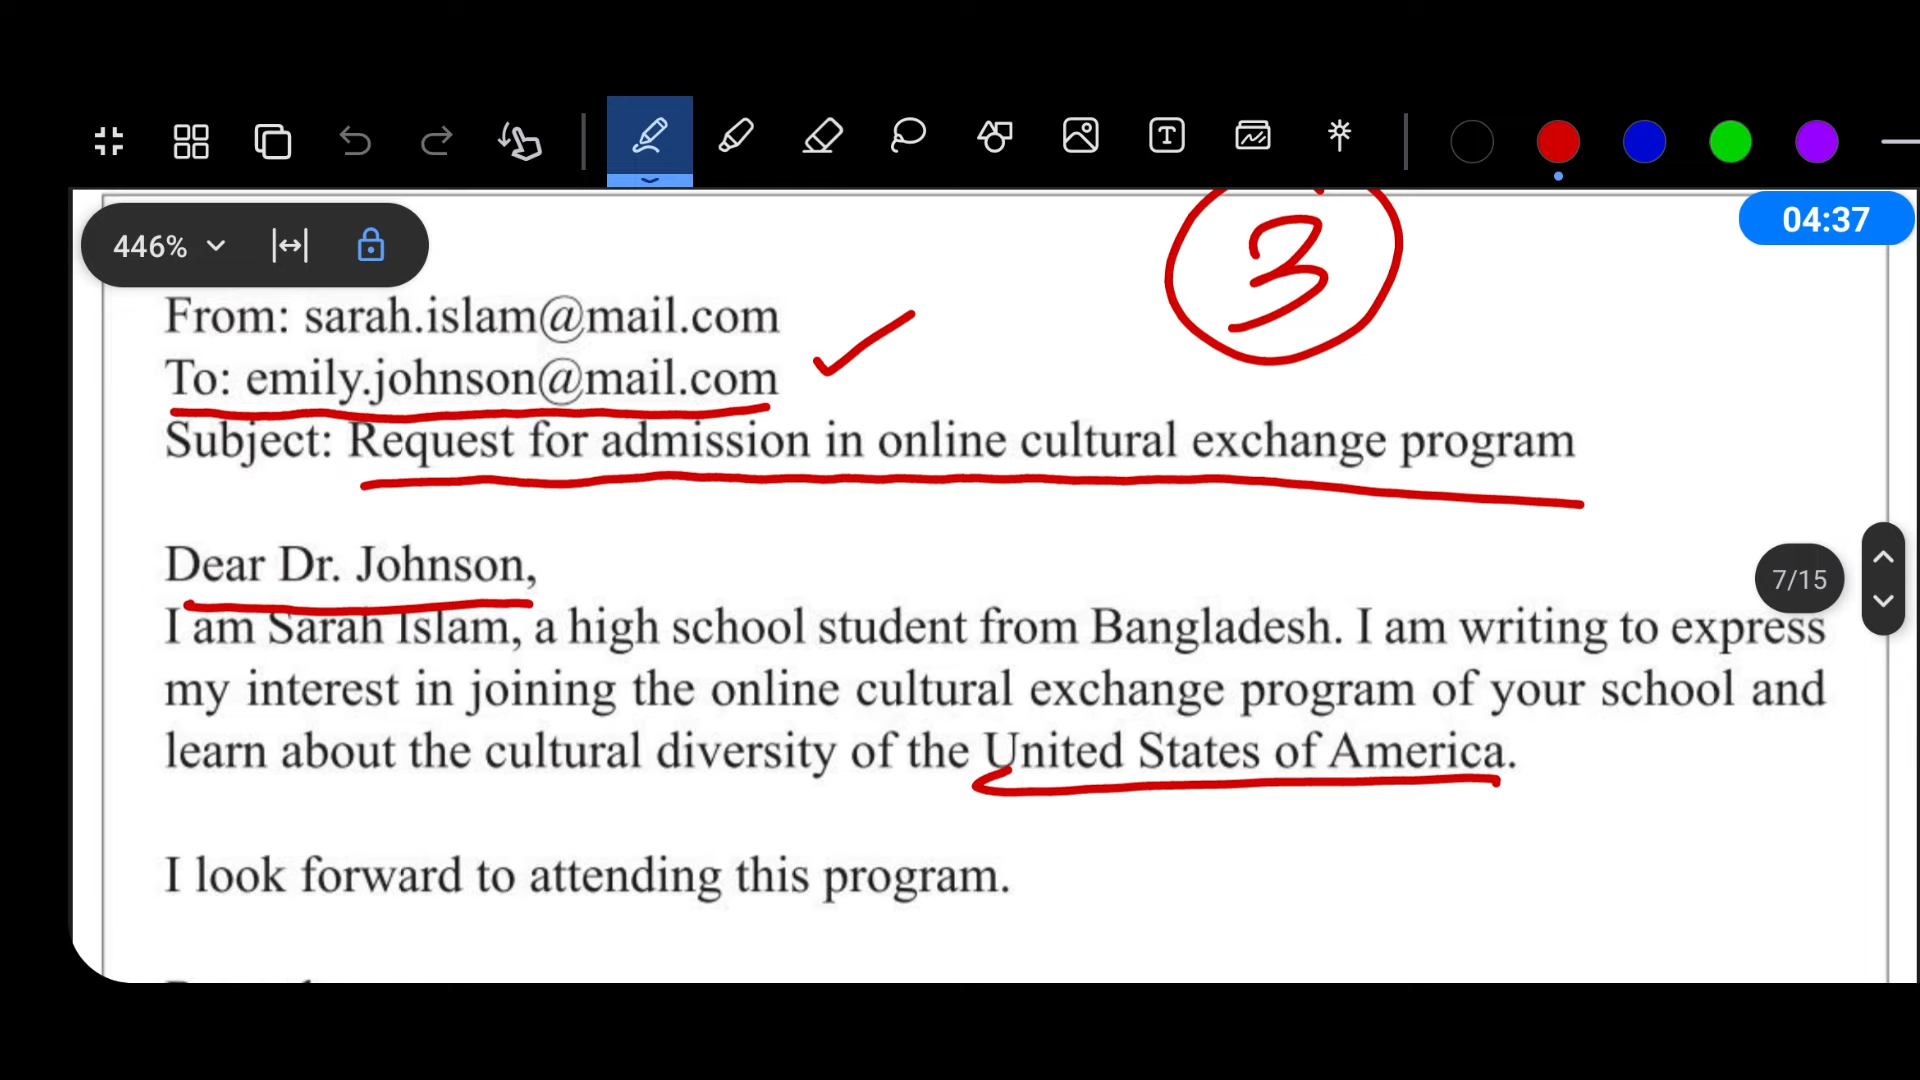 3
04:37
446%
From: sarah.islam@mail.com
To: emily.johnson@mail.com
Subject: Request for admission in online cultural exchange program
Dear Dr. Johnson,
7/15
I am Sarah Islam, a high school student from Bangladesh. I am writing to express
my interest in joining the online cultural exchange program of your school and
learn about the cultural diversity of the United States of America.
I look forward to attending this program.